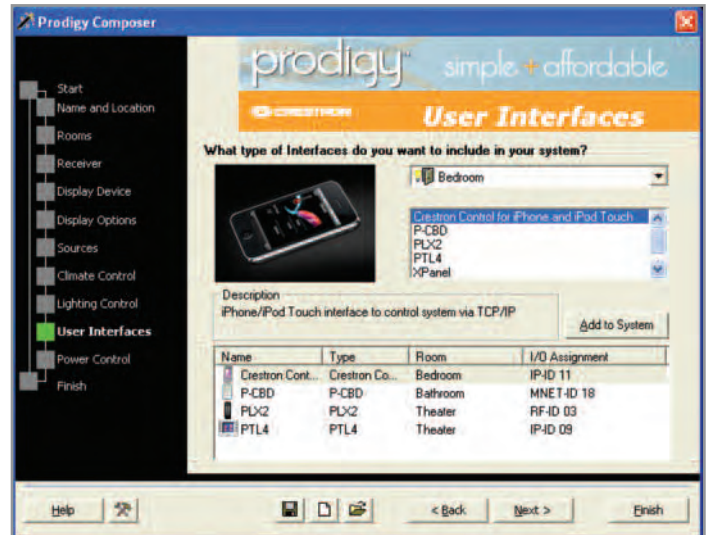 Prodigy Composer
prodigy™ simple + affordable
CRESTRON User Interfaces
Start
Name and Location
Rooms
Receiver
Display Device
Display Options
Sources
Climate Control
Lighting Control
User Interfaces
Power Control
Finish
What type of Interfaces do you want to include in your system?
Bedroom
Crestron Control for iPhone and iPod Touch
P-CBD
PLX2
PTL4
XPanel
Description
iPhone/iPod Touch interface to control system via TCP/IP
Add to System
Name Type Room I/O Assignment
Crestron Cont... Crestron Co... Bedroom IP-ID 11
P-CBD P-CBD Bathroom MNET-ID 18
PLX2 PLX2 Theater RF-ID 03
PTL4 PTL4 Theater IP-ID 09
Help < Back Next > Finish